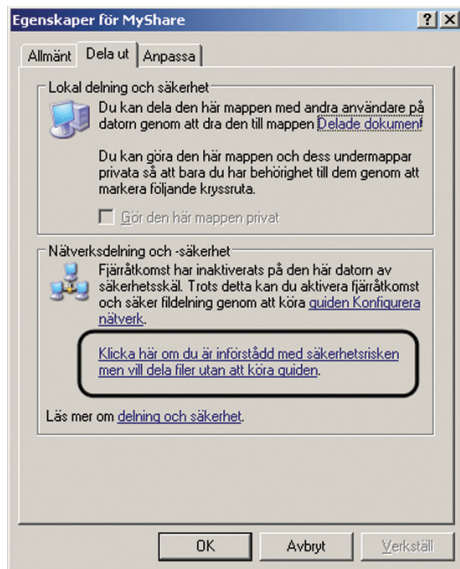 Egenskaper för MyShare
Allmänt Dela ut Anpassa
Lokal delning och säkerhet
Du kan dela den här mappen med andra användare på
datorn genom att dra den till mappen Delade dokument
Du kan göra den här mappen och dess undermappar
privata så att bara du har behörighet till dem genom att
markera följande kryssruta.
Gör den här mappen privat
Nätverksdelning och -säkerhet
Fjärråtkomst har inaktiverats på den här datorn av
säkerhetsskäl. Trots detta kan du aktivera fjärråtkomst
och säker fildelning genom att köra guiden Konfigurera
nätverk.
Klicka här om du är införstådd med säkerhetsrisken
men vill dela filer utan att köra guiden.
Läs mer om delning och säkerhet.
OK Avbryt Verkställ